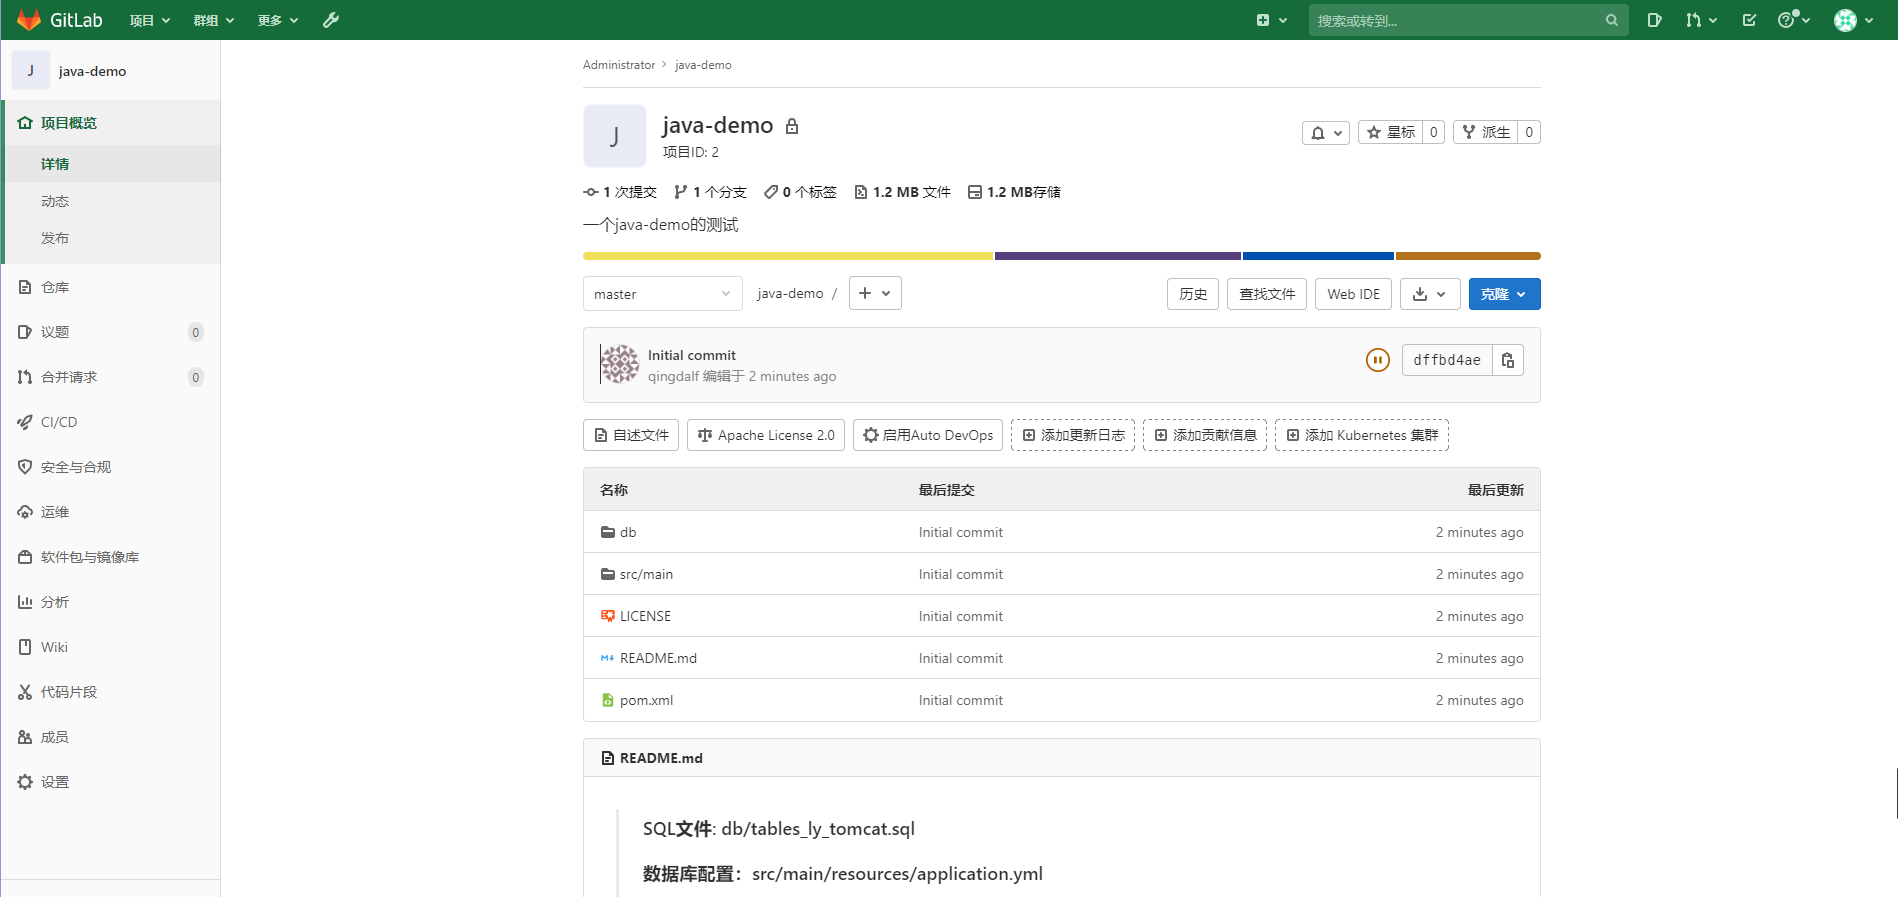 GitLab 项目 群组 更多 搜索或转到...
J java-demo
项目概览
详情
动态
发布
仓库
议题 0
合并请求 0
CI/CD
安全与合规
运维
软件包与镜像库
分析
Wiki
代码片段
成员
设置
Administrator > java-demo
J
java-demo
项目ID: 2
星标 0 派生 0
1 次提交 1 个分支 0 个标签 1.2 MB 文件 1.2 MB存储
一个java-demo的测试
master java-demo / 历史 查找文件 Web IDE 克隆
Initial commit
qingdalf 编辑于 2 minutes ago
dffbd4ae
自述文件 Apache License 2.0 启用Auto DevOps 添加更新日志 添加贡献信息 添加 Kubernetes 集群
名称 最后提交 最后更新
db Initial commit 2 minutes ago
src/main Initial commit 2 minutes ago
LICENSE Initial commit 2 minutes ago
README.md Initial commit 2 minutes ago
pom.xml Initial commit 2 minutes ago
README.md
SQL文件: db/tables_ly_tomcat.sql
数据库配置：src/main/resources/application.yml